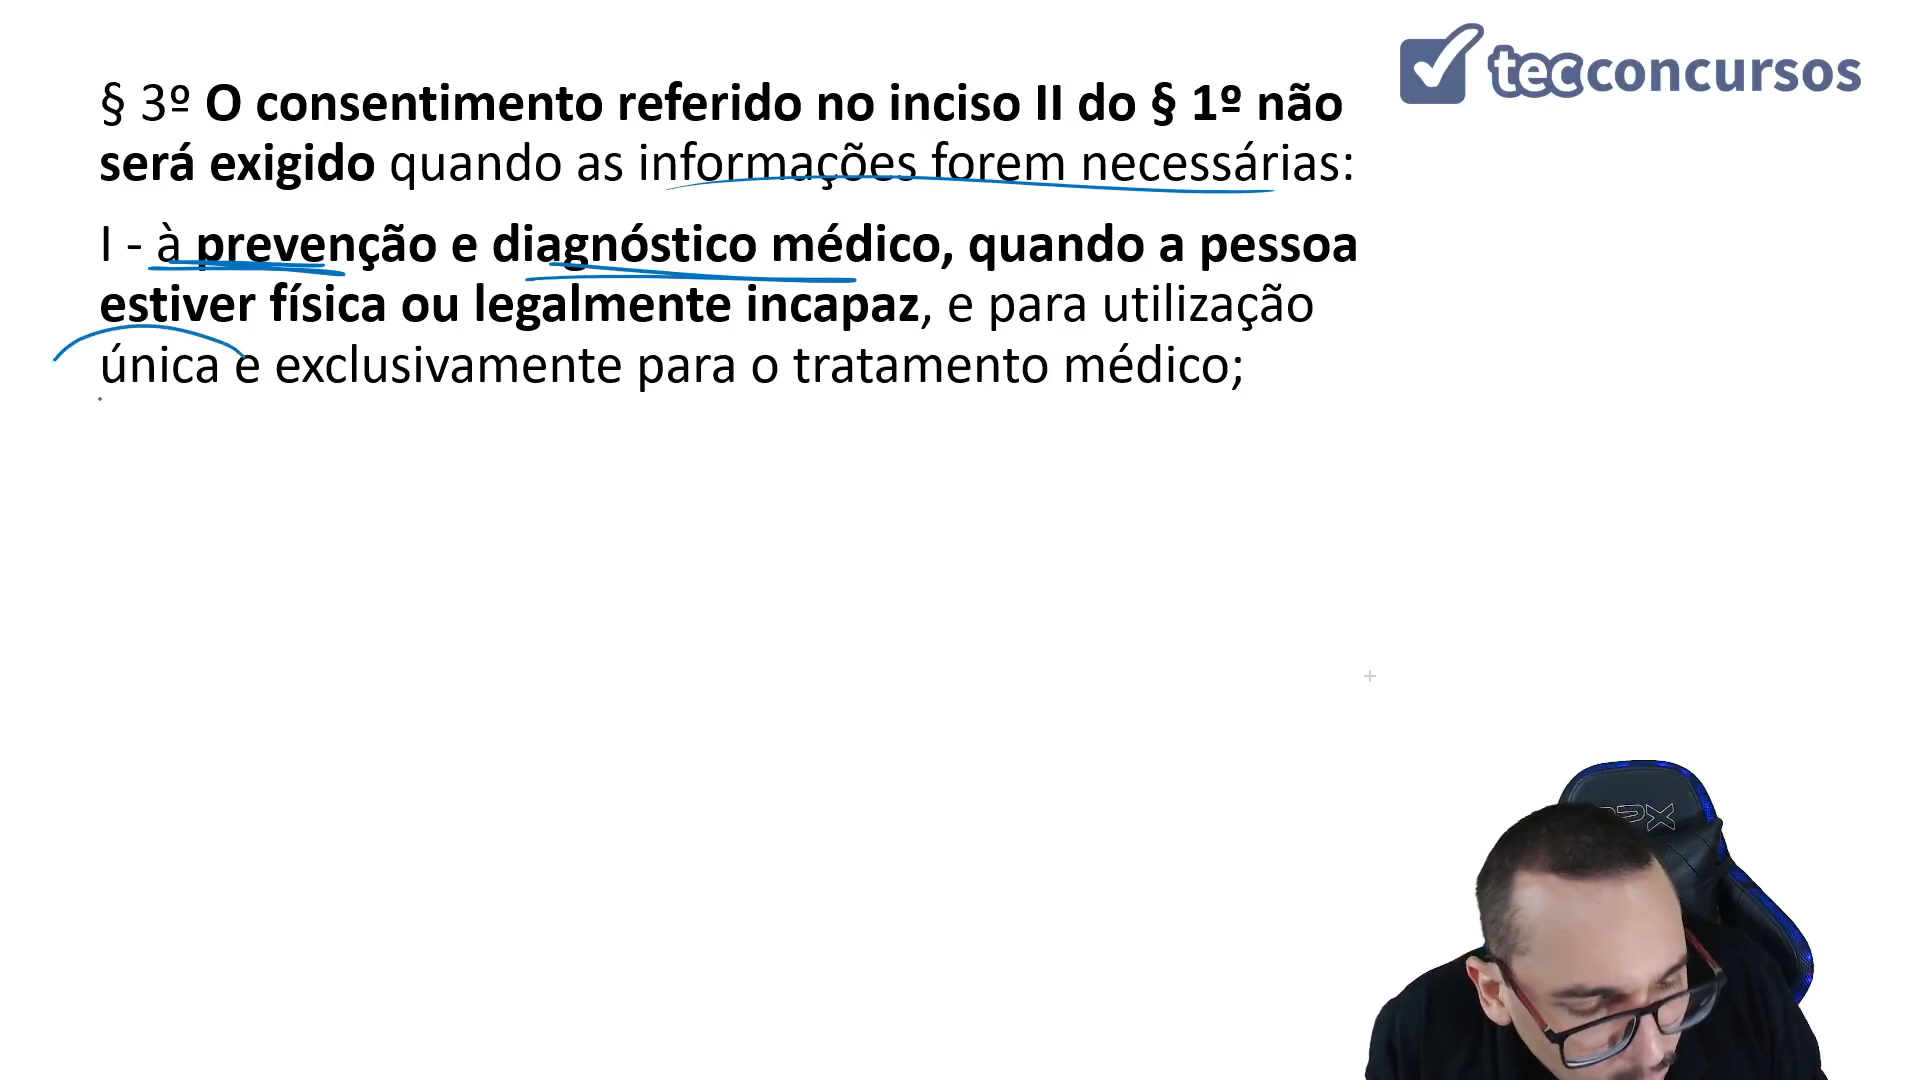 tecconcursos
§ 3º O consentimento referido no inciso II do § 1º não
será exigido quando as informações forem necessárias:
I - à prevenção e diagnóstico médico, quando a pessoa
estiver física ou legalmente incapaz, e para utilização
única e exclusivamente para o tratamento médico;